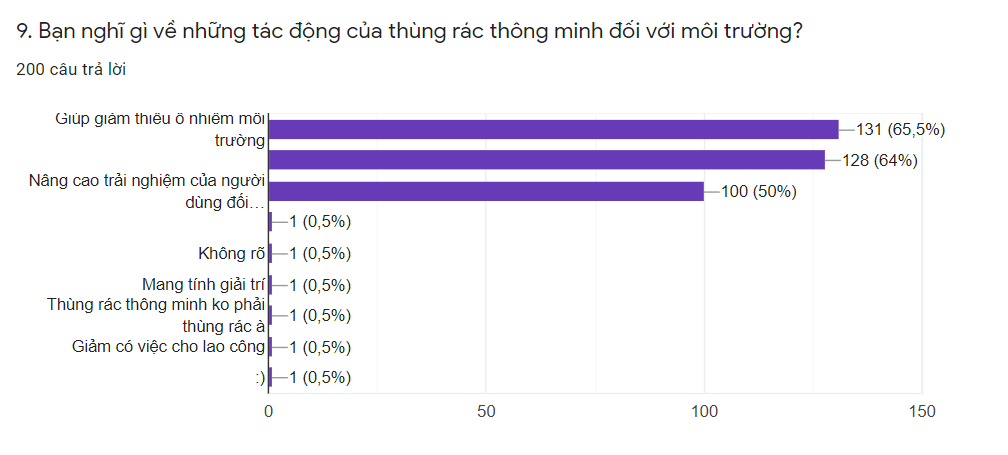 9. Bạn nghĩ gì về những tác động của thùng rác thông minh đối với môi trường?
200 câu trả lời
Giúp giảm thiểu ô nhiễm môi
trường
131 (65,5%)
128 (64%)
Nâng cao trải nghiệm của người
dùng đối…
100 (50%)
1 (0,5%)
Không rõ
1 (0,5%)
Mang tính giải trí
1 (0,5%)
Thùng rác thông minh ko phải
thùng rác à
1 (0,5%)
Giảm có việc cho lao công
1 (0,5%)
:)
1 (0,5%)
0
50
100
150